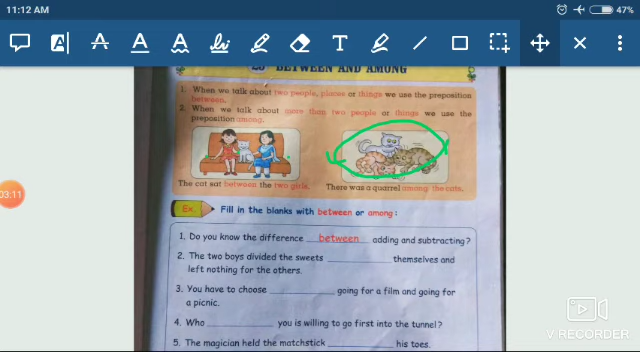 11:12 AM
47%
BETWEEN AND AMONG
1. When we talk about two people, places or things we use the preposition
between.
2. When we talk about more than two people or things we use the
preposition among.
The cat sat between the two girls.
There was a quarrel among the cats.
03:11
Ex. Fill in the blanks with between or among :
1. Do you know the difference between adding and subtracting?
2. The two boys divided the sweets ____________ themselves and
left nothing for the others.
3. You have to choose ____________ going for a film and going for
a picnic.
4. Who ____________ you is willing to go first into the tunnel?
5. The magician held the matchstick ____________ his toes.
V RECORDER